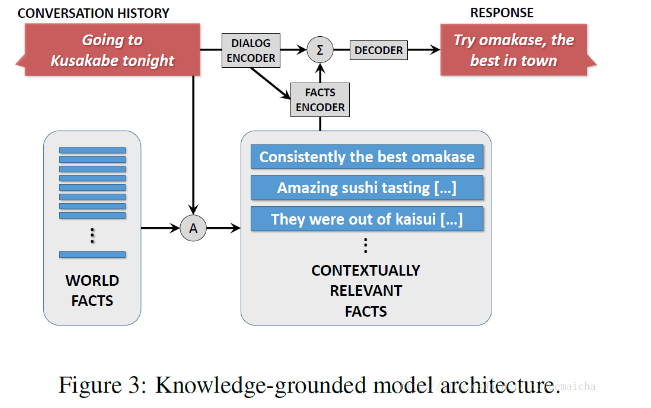 CONVERSATION HISTORY
RESPONSE
Going to
Kusakabe tonight
DIALOG
ENCODER
Σ
DECODER
Try omakase, the
best in town
FACTS
ENCODER
Consistently the best omakase
Amazing sushi tasting [...]
They were out of kaisui [...]
A
WORLD
FACTS
CONTEXTUALLY
RELEVANT
FACTS
Figure 3: Knowledge-grounded model architecture.